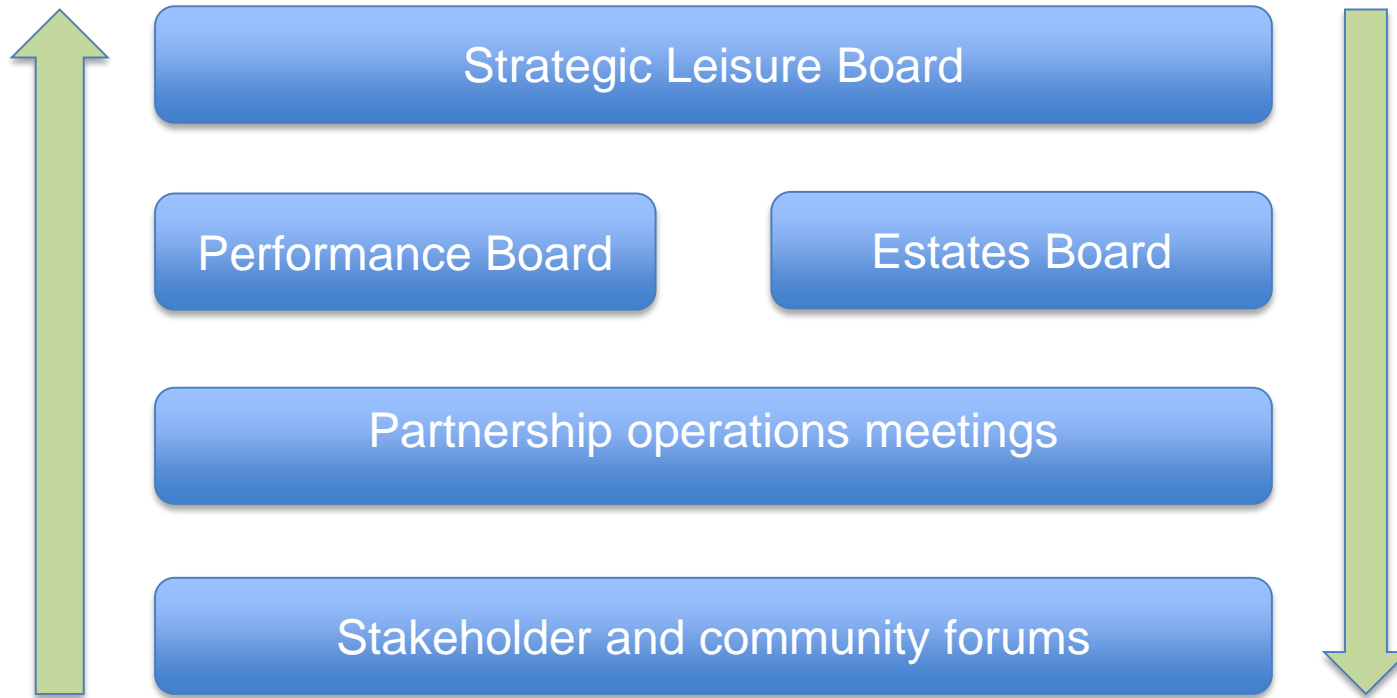 Strategic Leisure Board
Performance Board
Estates Board
Partnership operations meetings
Stakeholder and community forums